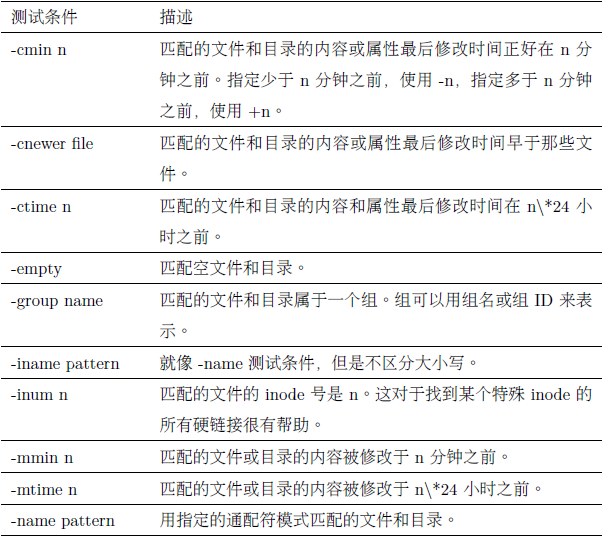 测试条件 描述
-cmin n 匹配的文件和目录的内容或属性最后修改时间正好在 n 分
钟之前。指定少于 n 分钟之前，使用 -n，指定多于 n 分钟
之前，使用 +n。
-cnewer file 匹配的文件和目录的内容或属性最后修改时间早于那些文
件。
-ctime n 匹配的文件和目录的内容和属性最后修改时间在 n\*24 小
时之前。
-empty 匹配空文件和目录。
-group name 匹配的文件和目录属于一个组。组可以用组名或组 ID 来表
示。
-iname pattern 就像 -name 测试条件，但是不区分大小写。
-inum n 匹配的文件的 inode 号是 n。这对于找到某个特殊 inode 的
所有硬链接很有帮助。
-mmin n 匹配的文件或目录的内容被修改于 n 分钟之前。
-mtime n 匹配的文件或目录的内容被修改于 n\*24 小时之前。
-name pattern 用指定的通配符模式匹配的文件和目录。